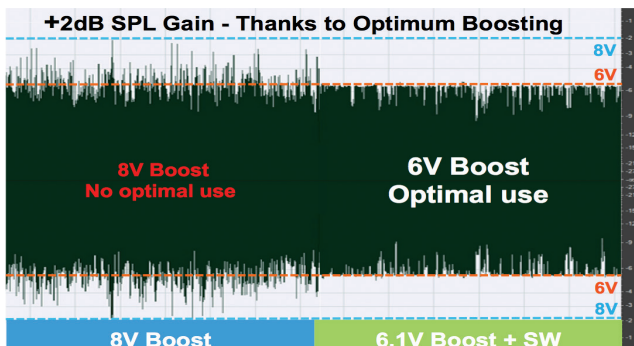 +2dB SPL Gain - Thanks to Optimum Boosting
8V
6V
8V Boost
No optimal use
6V Boost
Optimal use
6V
8V
8V Boost
6.1V Boost + SW